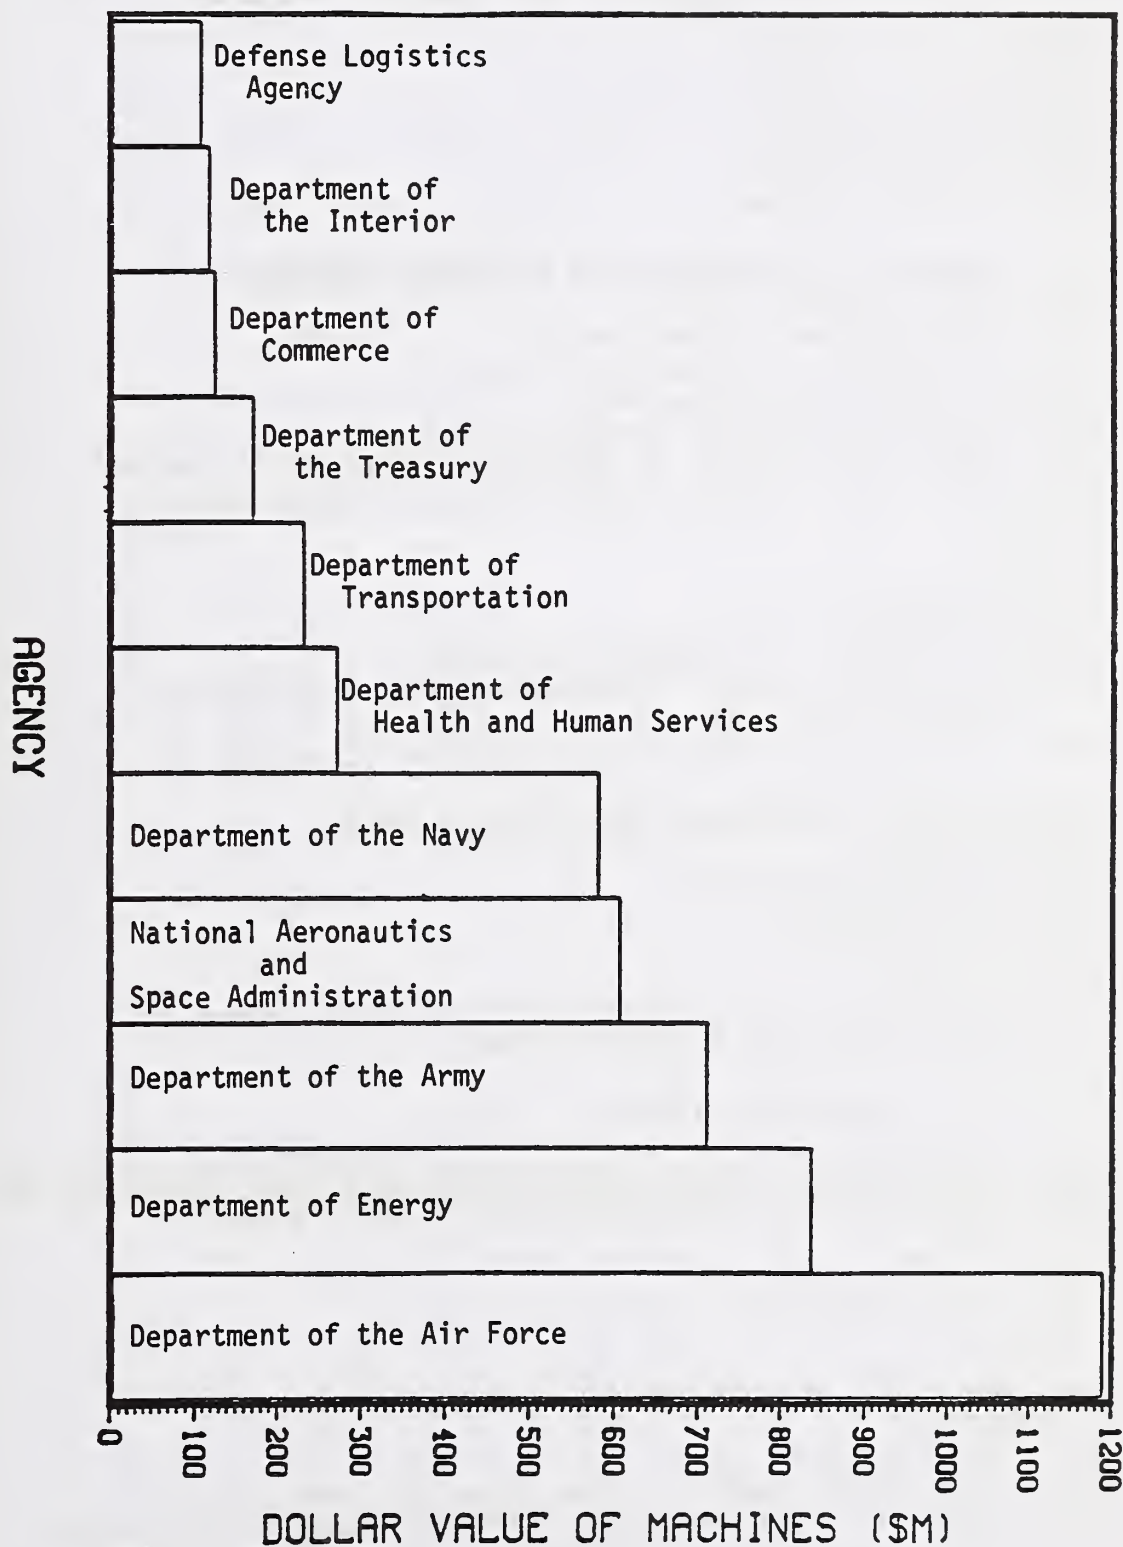 Defense Logistics
Agency
Department of
the Interior
Department of
Commerce
Department of
the Treasury
Department of
Transportation
Department of
Health and Human Services
Department of the Navy
National Aeronautics
and
Space Administration
Department of the Army
Department of Energy
Department of the Air Force
AGENCY
0 100 200 300 400 500 600 700 800 900 1000 1100 1200
DOLLAR VALUE OF MACHINES ($M)